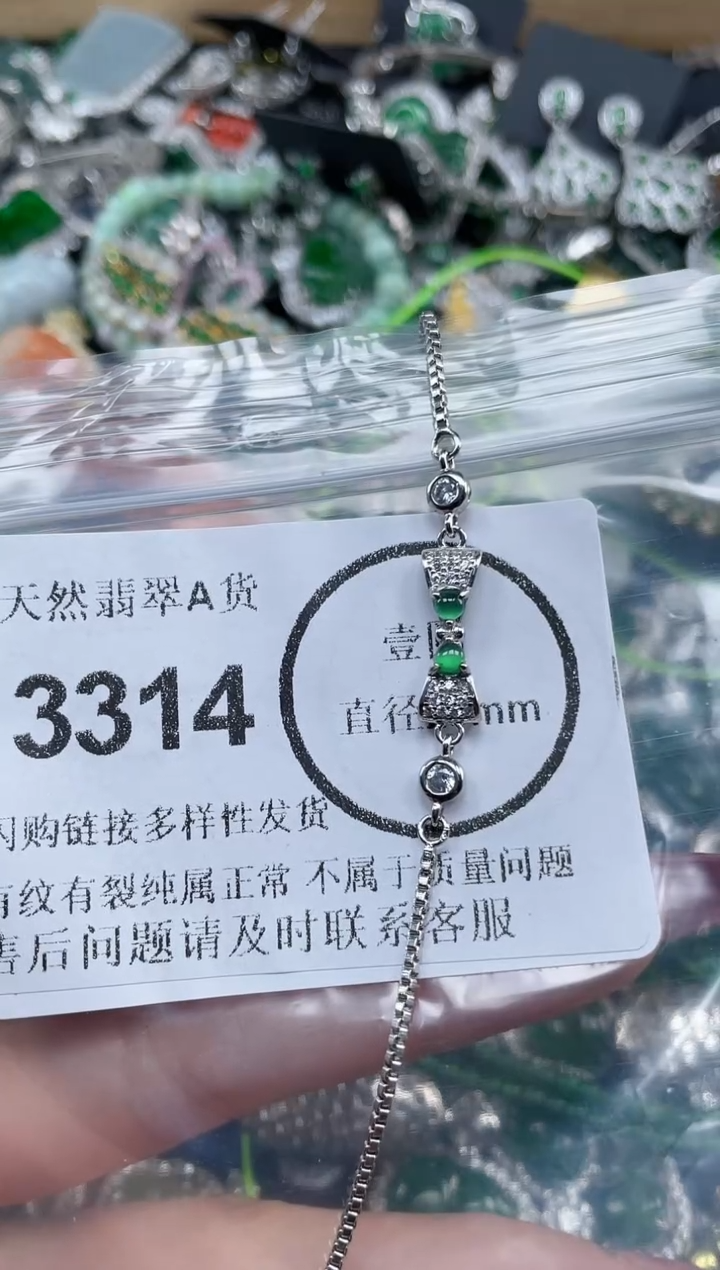 天然翡翠A货
3314
壹
直径 mm
购链接多样性发货
有纹有裂纯属正常 不属于质量问题
售后问题请及时联系客服